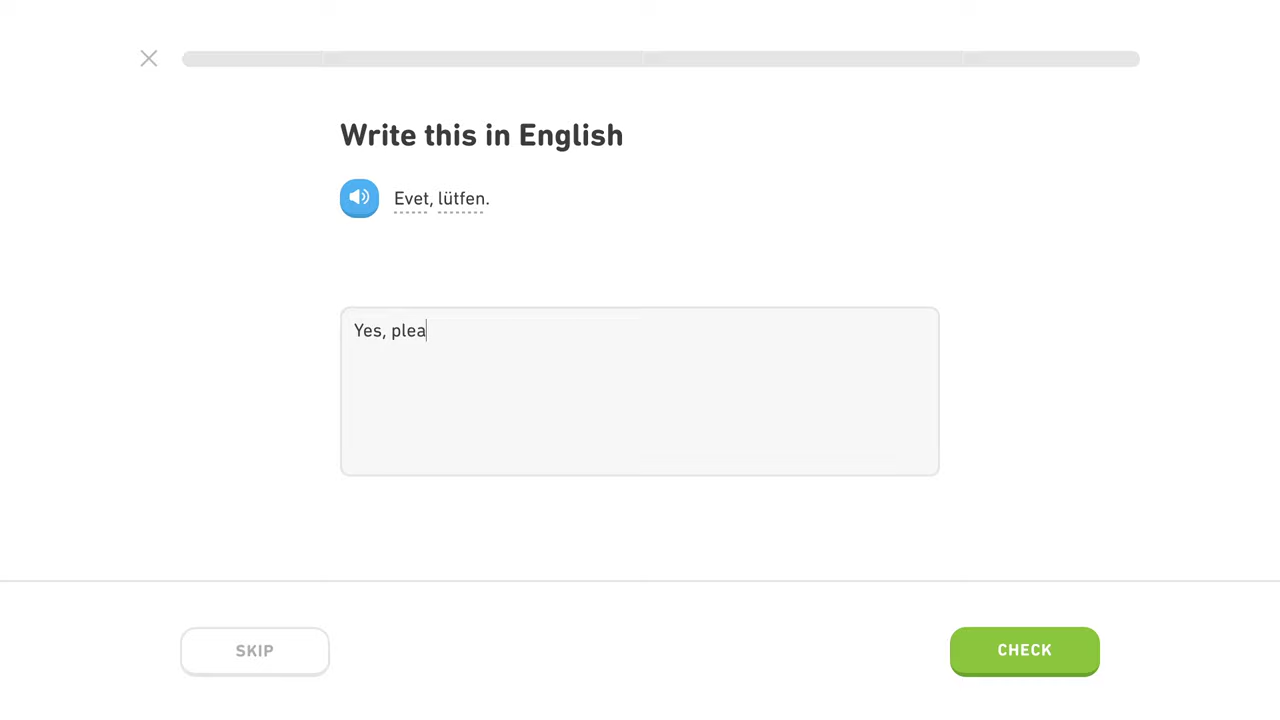 Write this in English
Evet, lütfen.
Yes, plea
SKIP
CHECK